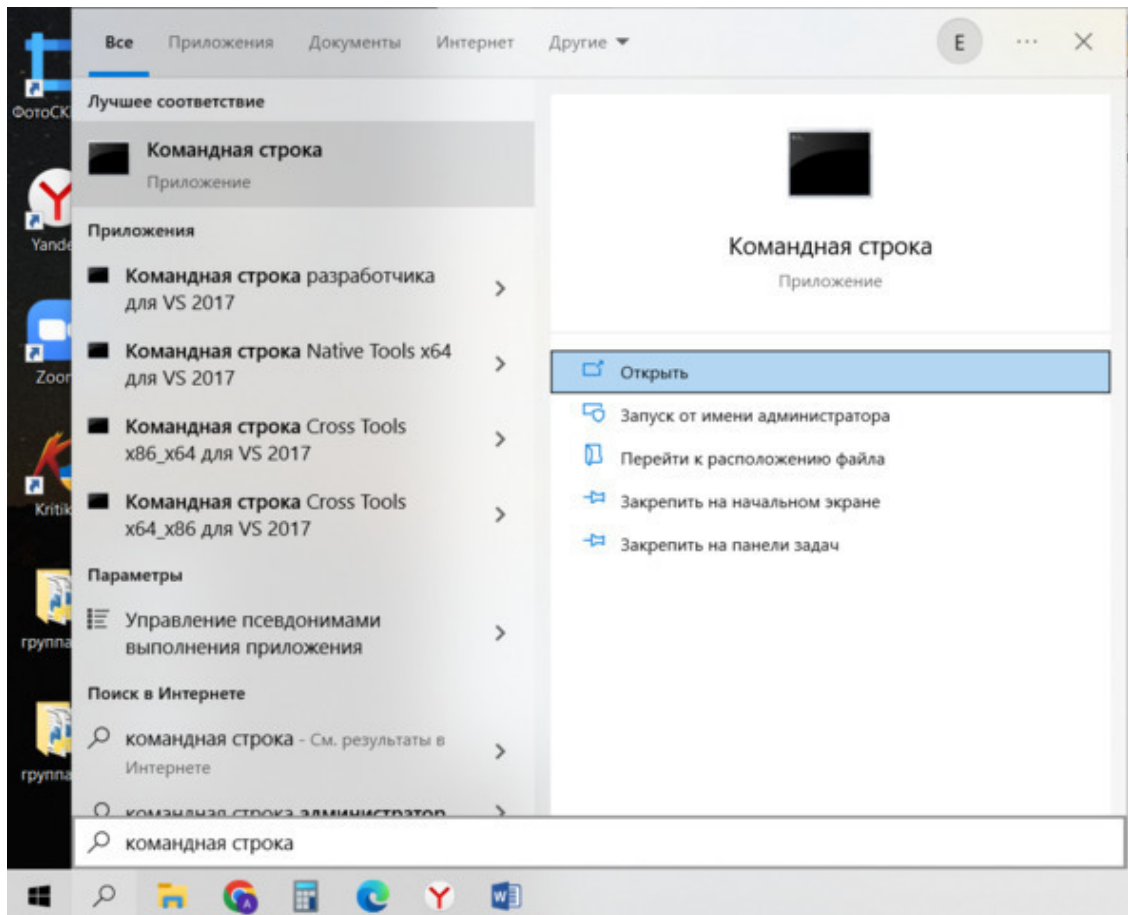 Все Приложения Документы Интернет Другие
E
ФотоСК
Yande
Zoor
Kritik
группа
группа
Лучшее соответствие
Командная строка
Приложение
Приложения
Командная строка разработчика
для VS 2017
Командная строка Native Tools x64
для VS 2017
Командная строка Cross Tools
x86_x64 для VS 2017
Командная строка Cross Tools
x64_x86 для VS 2017
Параметры
Управление псевдонимами
выполнения приложения
Поиск в Интернете
командная строка - См. результаты в
Интернете
командная строка администратор
Командная строка
Приложение
Открыть
Запуск от имени администратора
Перейти к расположению файла
Закрепить на начальном экране
Закрепить на панели задач
командная строка